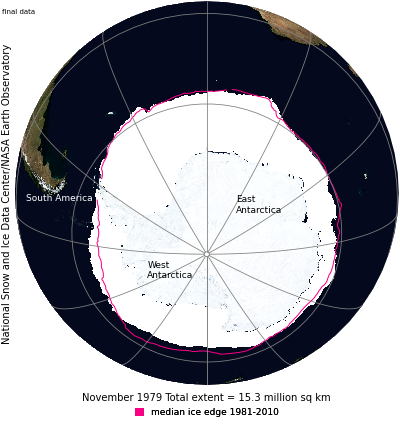 final data
National Snow and Ice Data Center/NASA Earth Observatory
South America
East
Antarctica
West
Antarctica
November 1979 Total extent = 15.3 million sq km
median ice edge 1981-2010